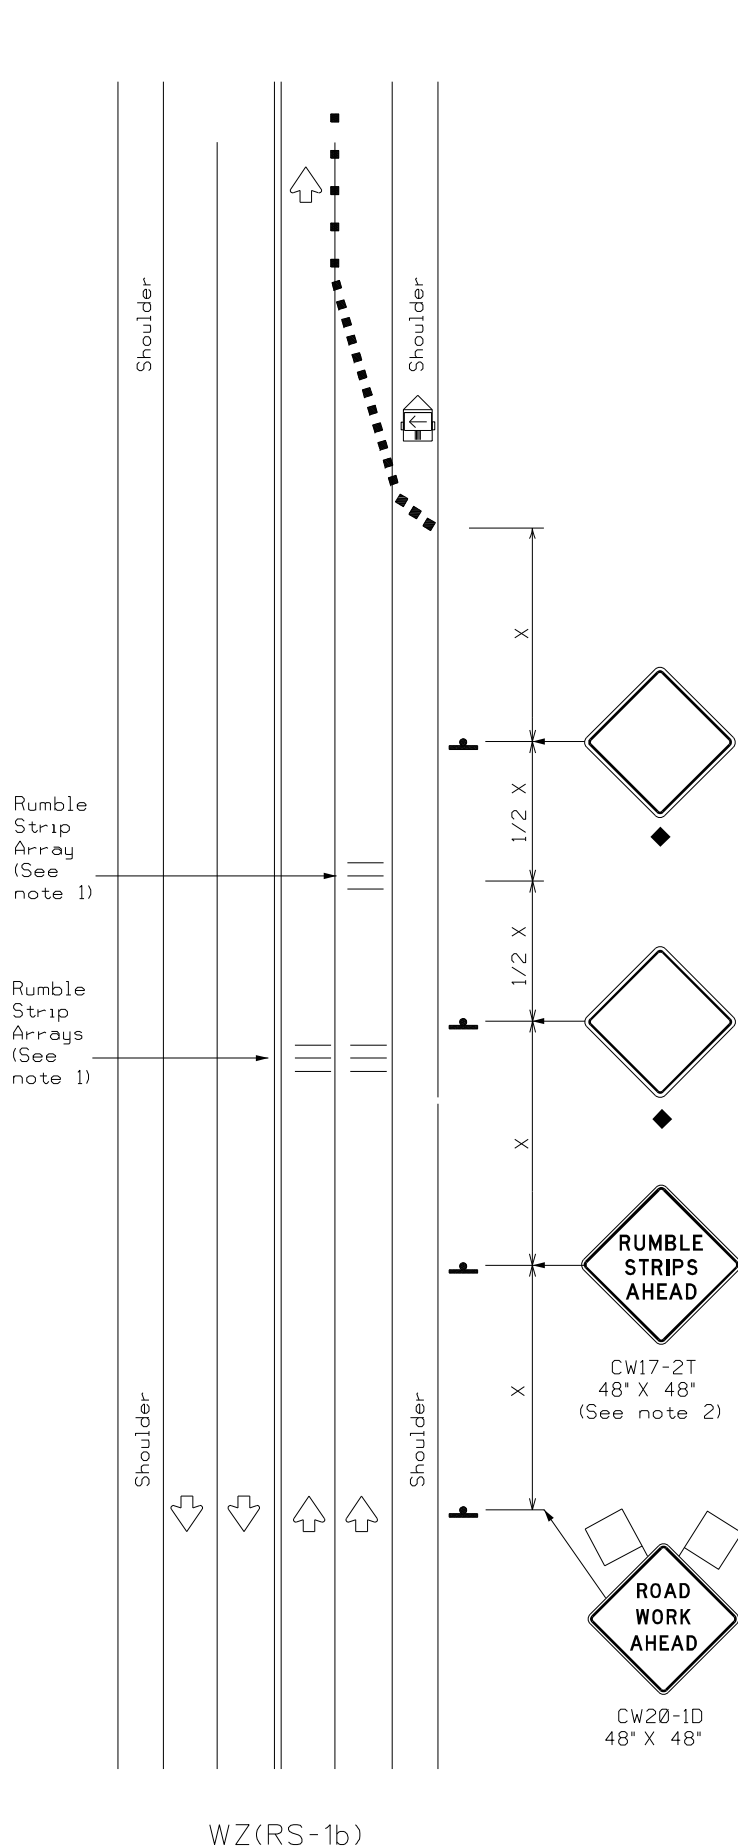 Shoulder
Shoulder
X
1/2 X
Rumble
Strip
Array
(See
note 1)
1/2 X
Rumble
Strip
Arrays
(See
note 1)
X
RUMBLE
STRIPS
AHEAD
CW17-2T
48" X 48"
(See note 2)
X
Shoulder
Shoulder
ROAD
WORK
AHEAD
CW20-1D
48" X 48"
WZ(RS-1b)